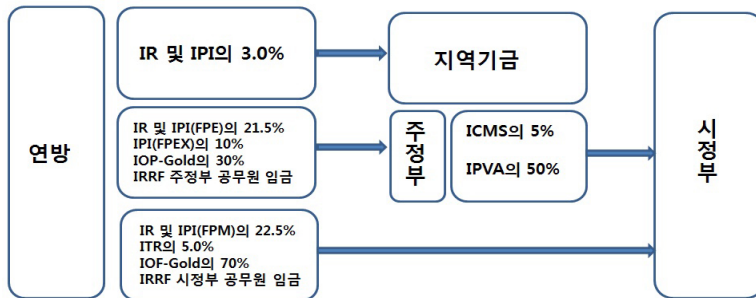 연방
IR 및 IPI의 3.0%
지역기금
IR 및 IPI(FPE)의 21.5%
IPI(FPEX)의 10%
IOP-Gold의 30%
IRRF 주정부 공무원 임금
주정부
ICMS의 5%
IPVA의 50%
시정부
IR 및 IPI(FPM)의 22.5%
ITR의 5.0%
IOF-Gold의 70%
IRRF 시정부 공무원 임금